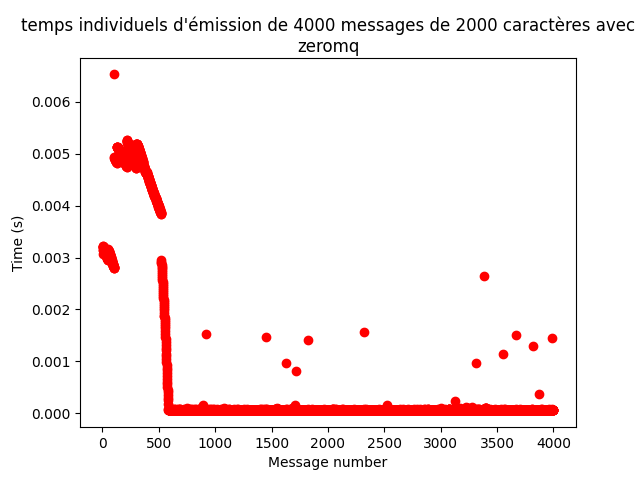 temps individuels d'émission de 4000 messages de 2000 caractères avec
zeromq
0.006
0.005
0.004
0.003
0.002
0.001
0.000
Time (s)
0 500 1000 1500 2000 2500 3000 3500 4000
Message number